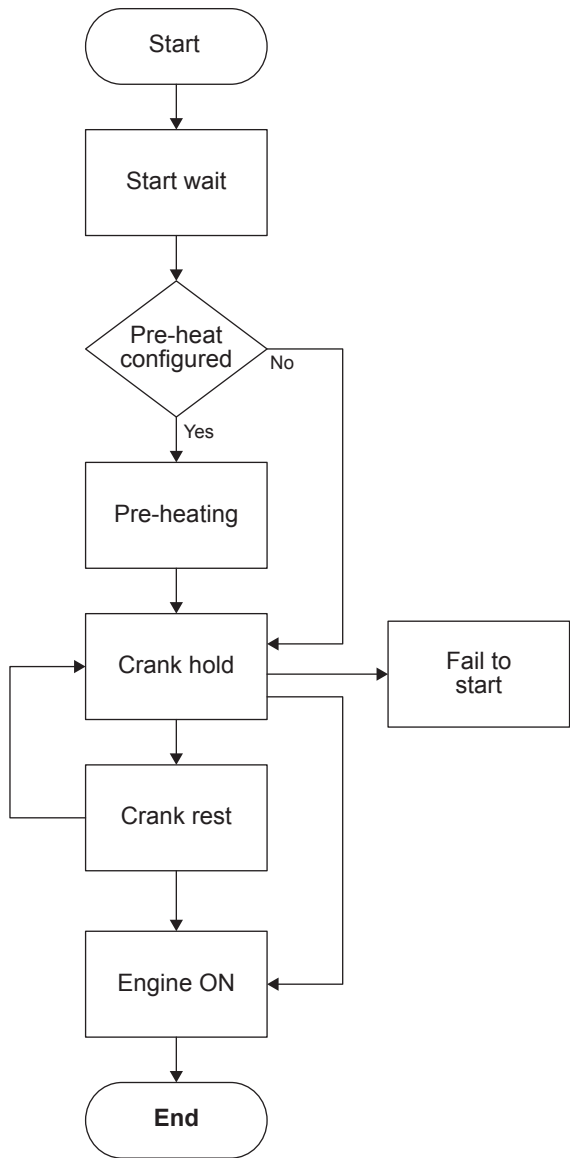 Start
Start wait
Pre-heat
configured
No
Yes
Pre-heating
Crank hold
Fail to
start
Crank rest
Engine ON
End